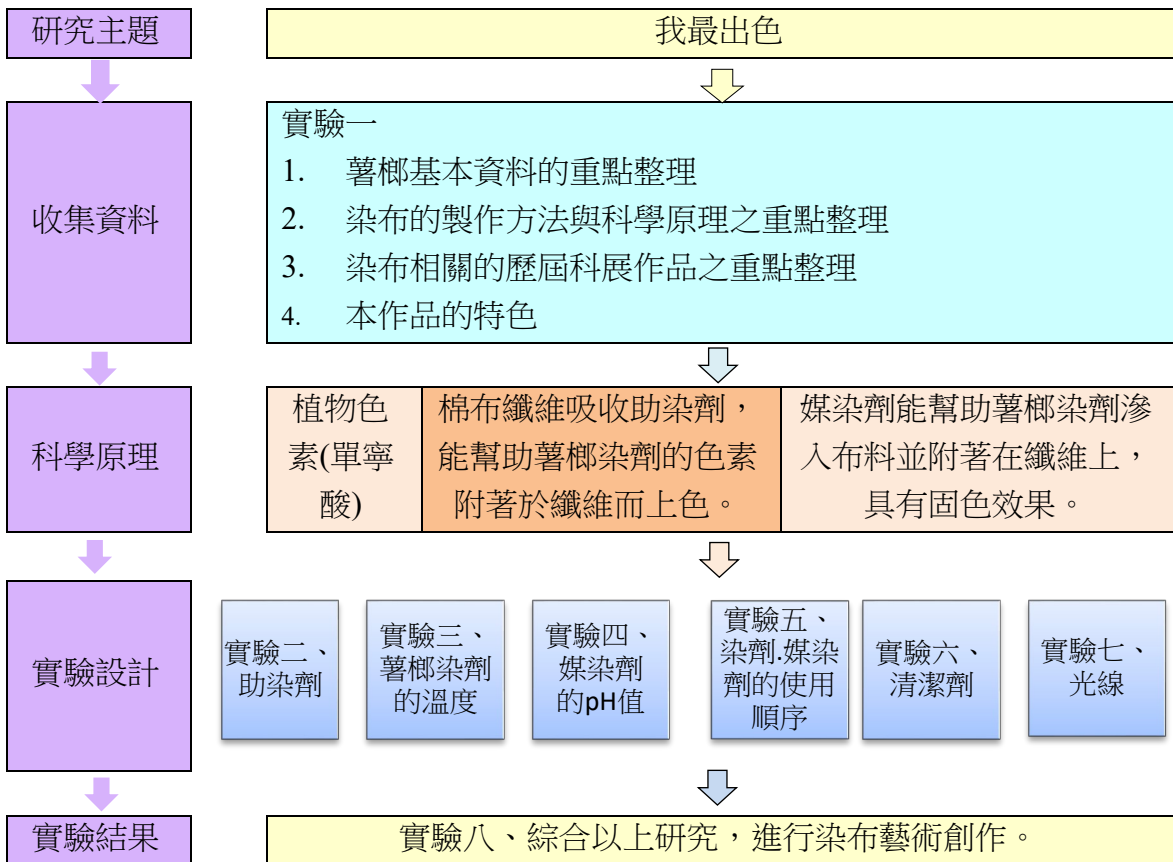 研究主題
我最出色
收集資料
實驗一
1. 薯榔基本資料的重點整理
2. 染布的製作方法與科學原理之重點整理
3. 染布相關的歷屆科展作品之重點整理
4. 本作品的特色
科學原理
植物色
素(單寧
酸)
棉布纖維吸收助染劑，
能幫助薯榔染劑的色素
附著於纖維而上色。
媒染劑能幫助薯榔染劑滲
入布料並附著在纖維上，
具有固色效果。
實驗設計
實驗二、
助染劑
實驗三、
薯榔染劑
的溫度
實驗四、
媒染劑
的pH值
實驗五、
染劑.媒染
劑的使用
順序
實驗六、
清潔劑
實驗七、
光線
實驗結果
實驗八、綜合以上研究，進行染布藝術創作。